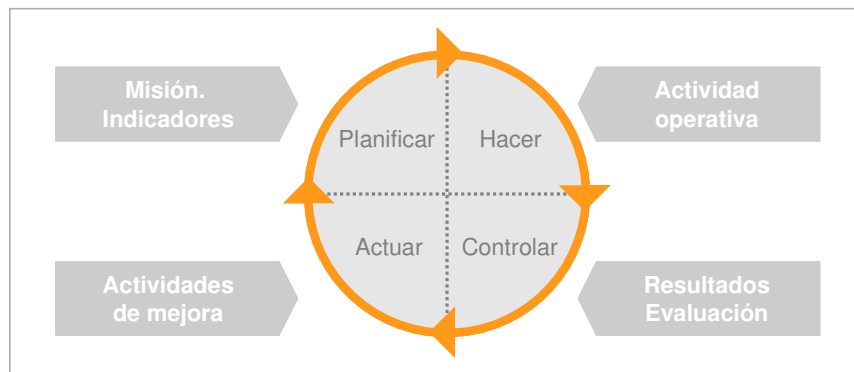 Misión.
Indicadores
Planificar
Hacer
Actividad
operativa
Actividades
de mejora
Actuar
Controlar
Resultados
Evaluación